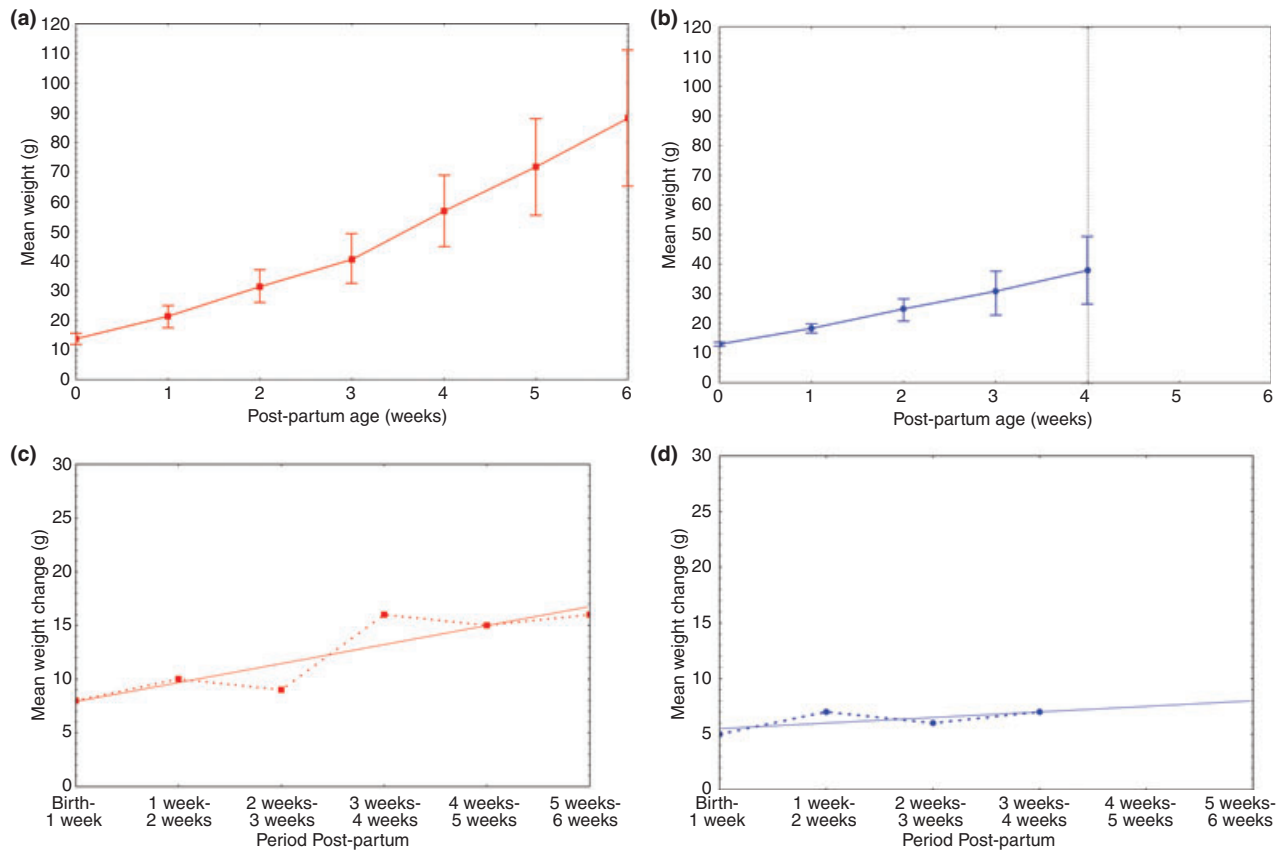 (a)
120
110
100
90
80
70
60
50
40
30
20
10
0
Mean weight (g)
0 1 2 3 4 5 6
Post-partum age (weeks)
(b)
120
110
100
90
80
70
60
50
40
30
20
10
0
Mean weight (g)
0 1 2 3 4 5 6
Post-partum age (weeks)
(c)
30
25
20
15
10
5
0
Mean weight change (g)
Birth- 1 week- 2 weeks- 3 weeks- 4 weeks- 5 weeks-
1 week 2 weeks 3 weeks 4 weeks 5 weeks 6 weeks
Period Post-partum
(d)
30
25
20
15
10
5
0
Mean weight change (g)
Birth- 1 week- 2 weeks- 3 weeks- 4 weeks- 5 weeks-
1 week 2 weeks 3 weeks 4 weeks 5 weeks 6 weeks
Period Post-partum